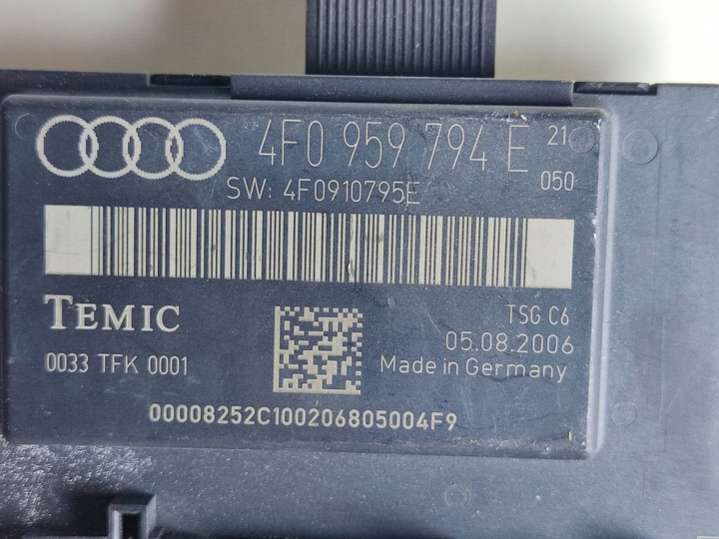 4F0 959 794 E 21
050
SW: 4F0910795E
TEMIC
TSG C6
05.08.2006
0033 TFK 0001
Made in Germany
00008252C100206805004F9